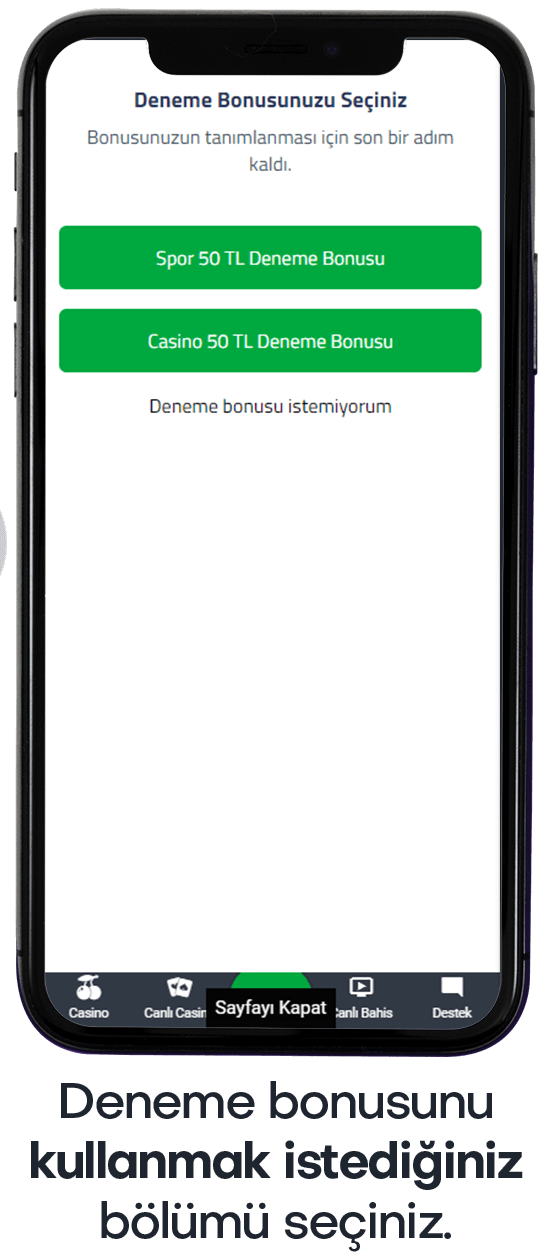 Deneme Bonusunuzu Seçiniz
Bonusunuzun tanımlanması için son bir adım
kaldı.
Spor 50 TL Deneme Bonusu
Casino 50 TL Deneme Bonusu
Deneme bonusu istemiyorum
Casino
Canlı Casin
Sayfayı Kapat
anlı Bahis
Destek
Deneme bonusunu
kullanmak istediğiniz
bölümü seçiniz.